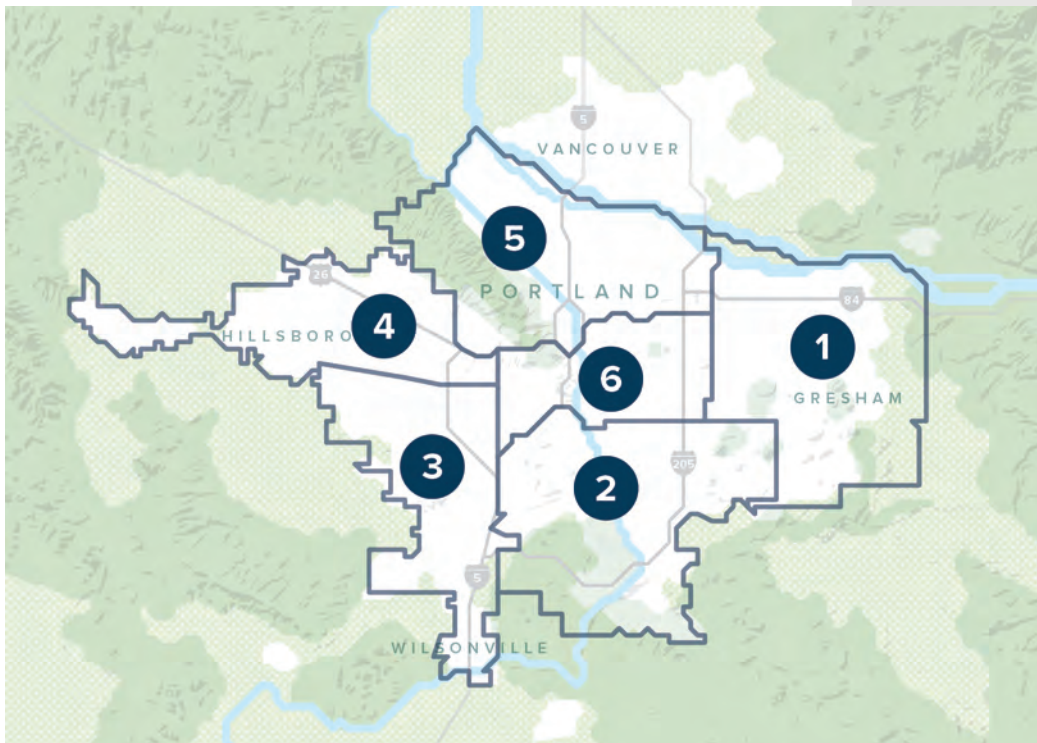 5
VANCOUVER
5
26
PORTLAND
84
4
HILLSBORO
1
6
GRESHAM
3
205
2
5
WILSONVILLE